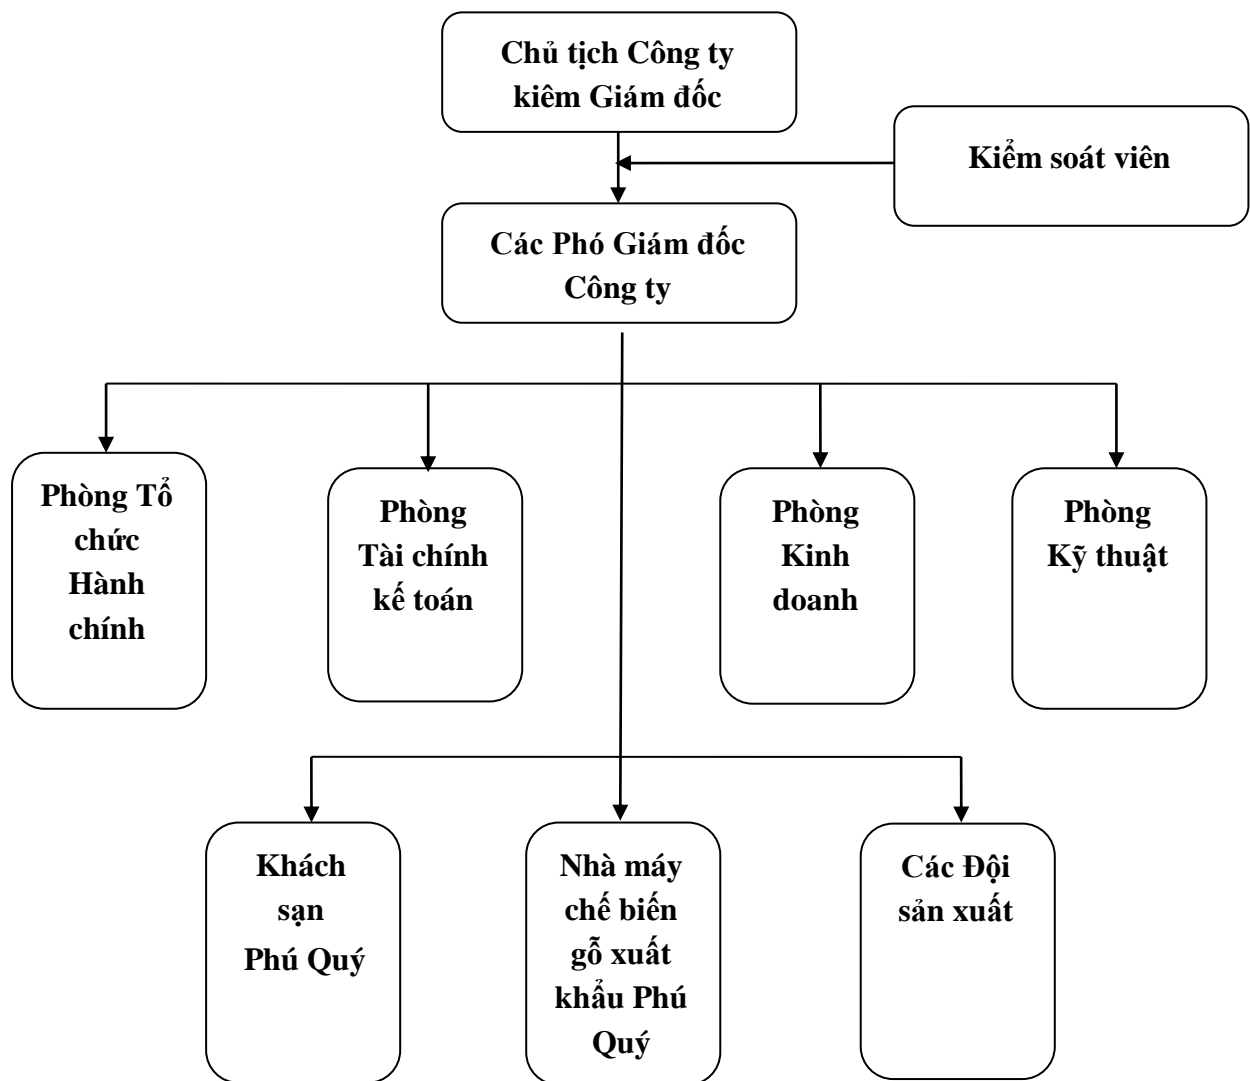 Chủ tịch Công ty
kiêm Giám đốc
Kiểm soát viên
Các Phó Giám đốc
Công ty
Phòng Tổ
chức
Hành
chính
Phòng
Tài chính
kế toán
Phòng
Kinh
doanh
Phòng
Kỹ thuật
Khách
sạn
Phú Quý
Nhà máy
chế biến
gỗ xuất
khẩu Phú
Quý
Các Đội
sản xuất